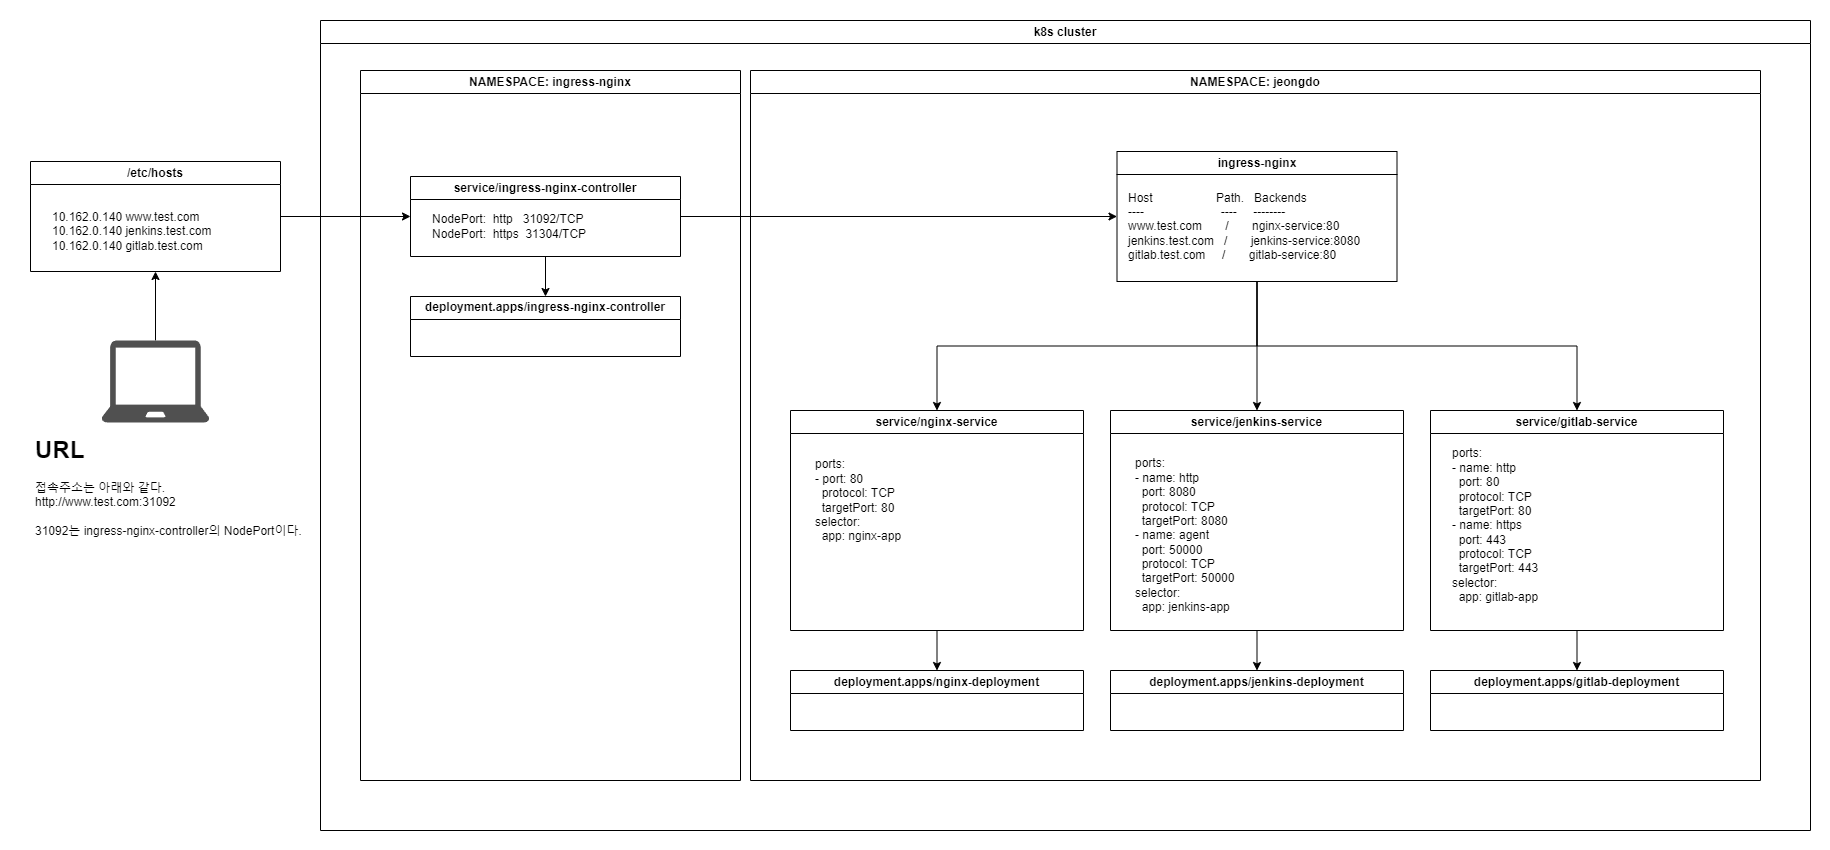 k8s cluster
NAMESPACE: ingress-nginx
NAMESPACE: jeongdo
/etc/hosts
10.162.0.140 www.test.com
10.162.0.140 jenkins.test.com
10.162.0.140 gitlab.test.com
URL
접속주소는 아래와 같다.
http://www.test.com:31092
31092는 ingress-nginx-controller의 NodePort이다.
service/ingress-nginx-controller
NodePort: http 31092/TCP
NodePort: https 31304/TCP
deployment.apps/ingress-nginx-controller
ingress-nginx
Host Path. Backends
---- ---- --------
www.test.com / nginx-service:80
jenkins.test.com / jenkins-service:8080
gitlab.test.com / gitlab-service:80
service/nginx-service
ports:
- port: 80
protocol: TCP
targetPort: 80
selector:
app: nginx-app
service/jenkins-service
ports:
- name: http
port: 8080
protocol: TCP
targetPort: 8080
- name: agent
port: 50000
protocol: TCP
targetPort: 50000
selector:
app: jenkins-app
service/gitlab-service
ports:
- name: http
port: 80
protocol: TCP
targetPort: 80
- name: https
port: 443
protocol: TCP
targetPort: 443
selector:
app: gitlab-app
deployment.apps/nginx-deployment
deployment.apps/jenkins-deployment
deployment.apps/gitlab-deployment